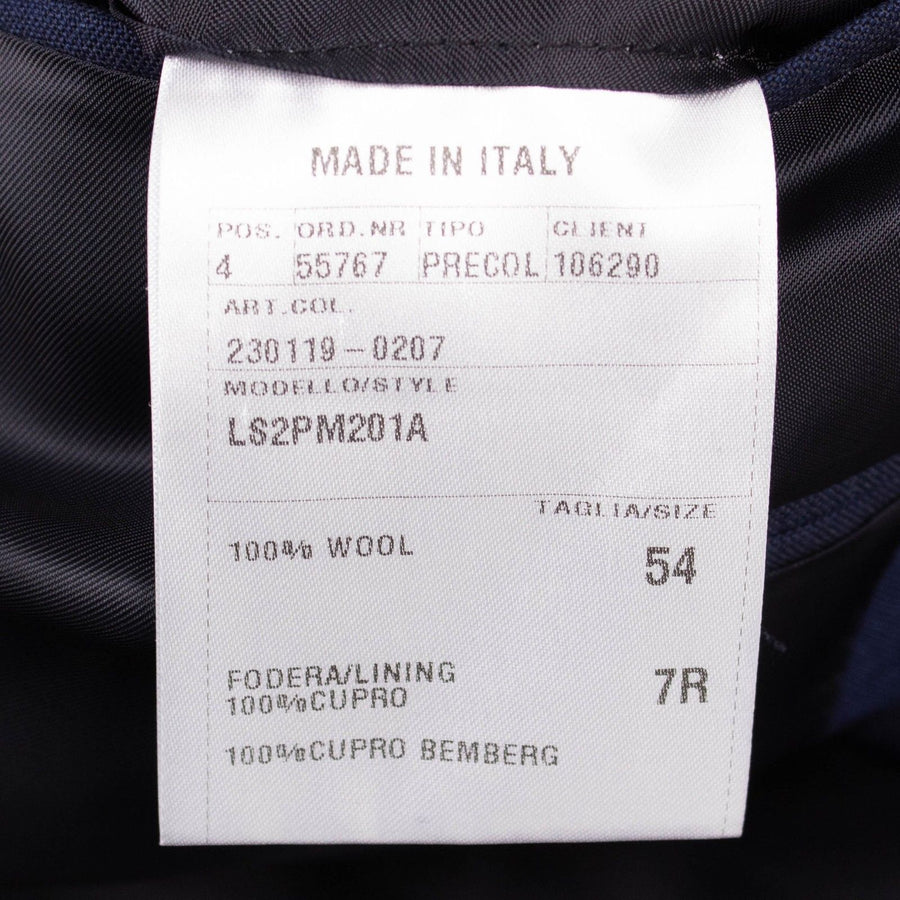 MADE IN ITALY
POS. ORD.NR TIPO CLIENT
4 55767 PRECOL 106290
ART.COL.
230119-0207
MODELLO/STYLE
LS2PM201A
TAGLIA/SIZE
100% WOOL 54
FODERA/LINING 7R
100%CUPRO
100%CUPRO BEMBERG